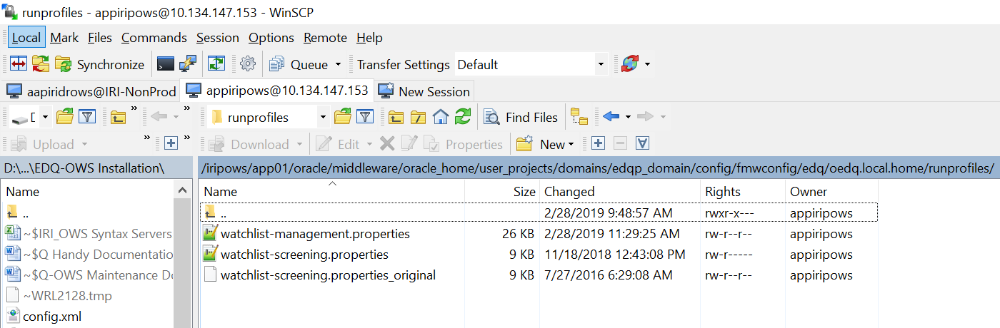 runprofiles - appiripows@10.134.147.153 - WinSCP
Local Mark Files Commands Session Options Remote Help
Synchronize Queue Transfer Settings Default
aapiridrows@IRI-NonProd appiripows@10.134.147.153 New Session
runprofiles Find Files
Upload Download Edit Properties New
D:\...\EDQ-OWS Installation\ /iripows/app01/oracle/middleware/oracle_home/user_projects/domains/edqp_domain/config/fmwconfig/edq/oedq.local.home/runprofiles/
Name Name Size Changed Rights Owner
.. .. 2/28/2019 9:48:57 AM rwxr-x--- appiripows
~$IRI_OWS Syntax Servers watchlist-management.properties 26 KB 2/28/2019 11:29:25 AM rw-r--r-- appiripows
~$Q Handy Documentatio watchlist-screening.properties 9 KB 11/18/2018 12:43:08 PM rw-r----- appiripows
~$Q-OWS Maintenance De watchlist-screening.properties_original 9 KB 7/27/2016 6:29:08 AM rw-r--r-- appiripows
~WRL2128.tmp
config.xml